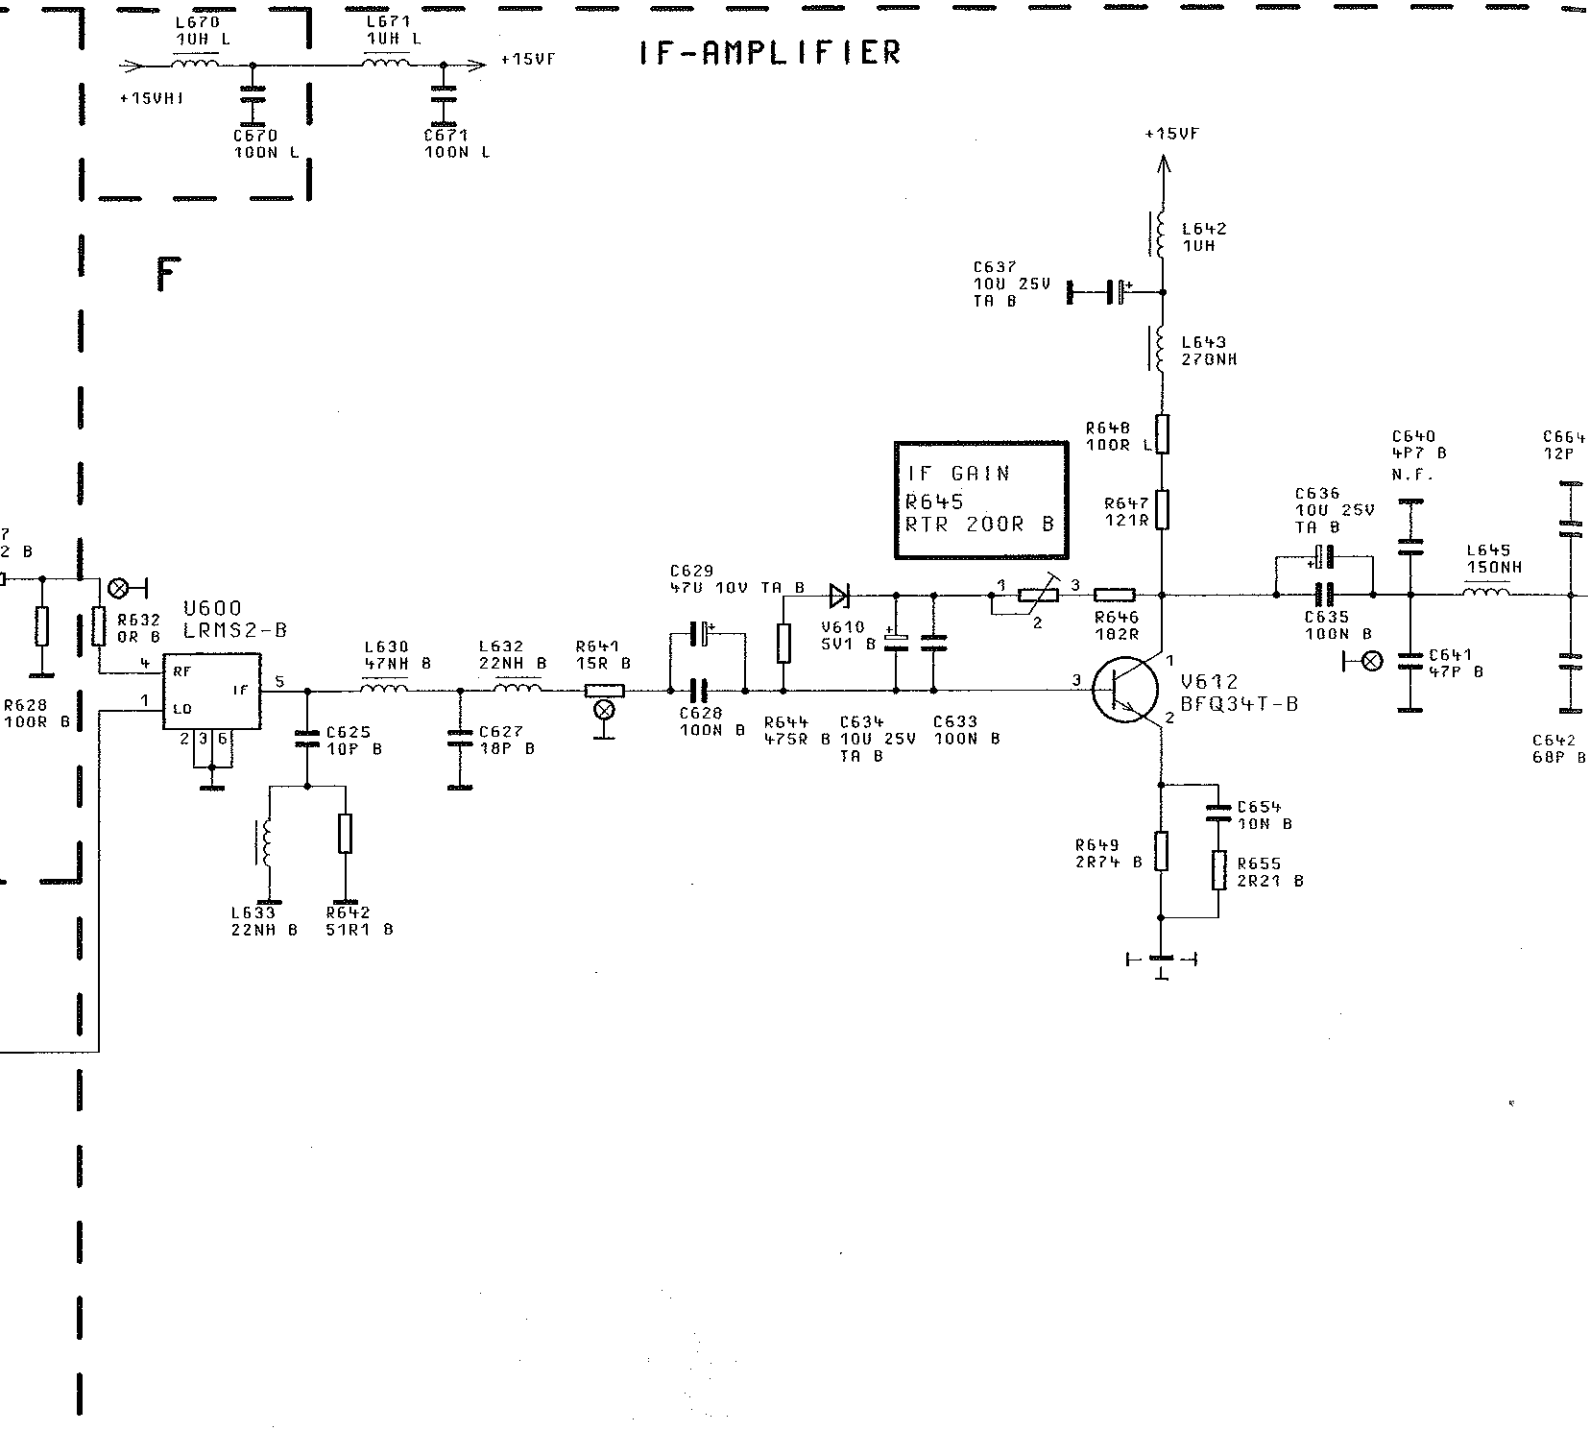 L670
1UH L
L671
1UH L
+15VF
+15VHI
C670
100N L
C671
100N L
IF-AMPLIFIER
F
+15VF
L642
1UH
C637
10U 25V
TA B
+
L643
270NH
R648
100R L
R647
121R
IF GAIN
R645
RTR 200R B
C640
4P7 B
N.F.
C664
12P
C636
10U 25V
TA B
+
L645
150NH
7
2 B
R632
0R B
U600
LRMS2-B
4
RF
5
IF
1
LO
2 3 6
R628
100R B
L630
47NH B
L632
22NH B
R641
15R B
C629
47U 10V TA B
+
V610
5V1 B
+
1
3
2
R646
182R
C635
100N B
C641
47P B
C625
10P B
C627
18P B
C628
100N B
R644
475R B
C634
10U 25V
TA B
C633
100N B
3
1
2
V612
BFQ34T-B
C642
68P B
C654
10N B
R649
2R74 B
R655
2R21 B
L633
22NH B
R642
51R1 B